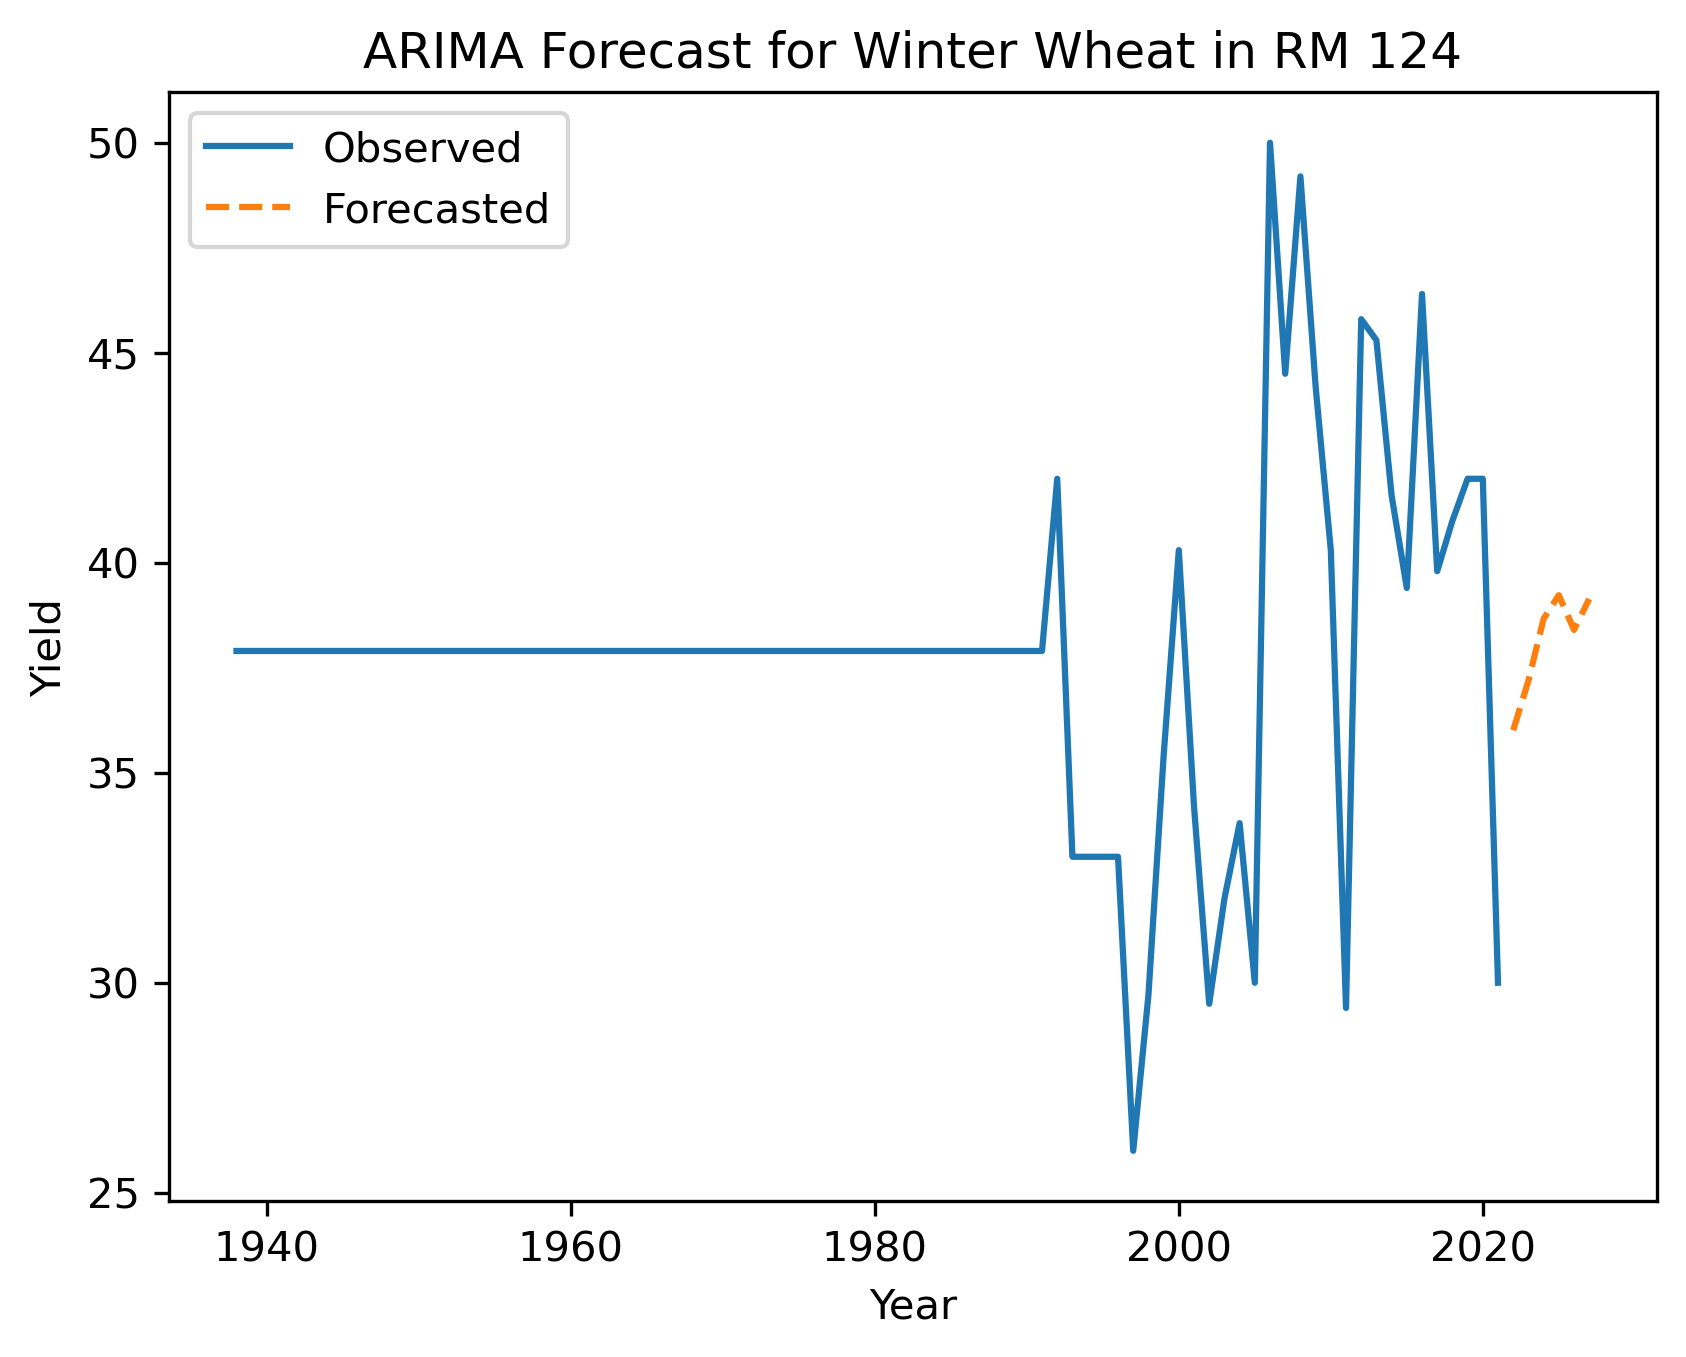 ARIMA Forecast for Winter Wheat in RM 124
Observed
Forecasted
50
45
40
35
30
25
Yield
1940 1960 1980 2000 2020
Year